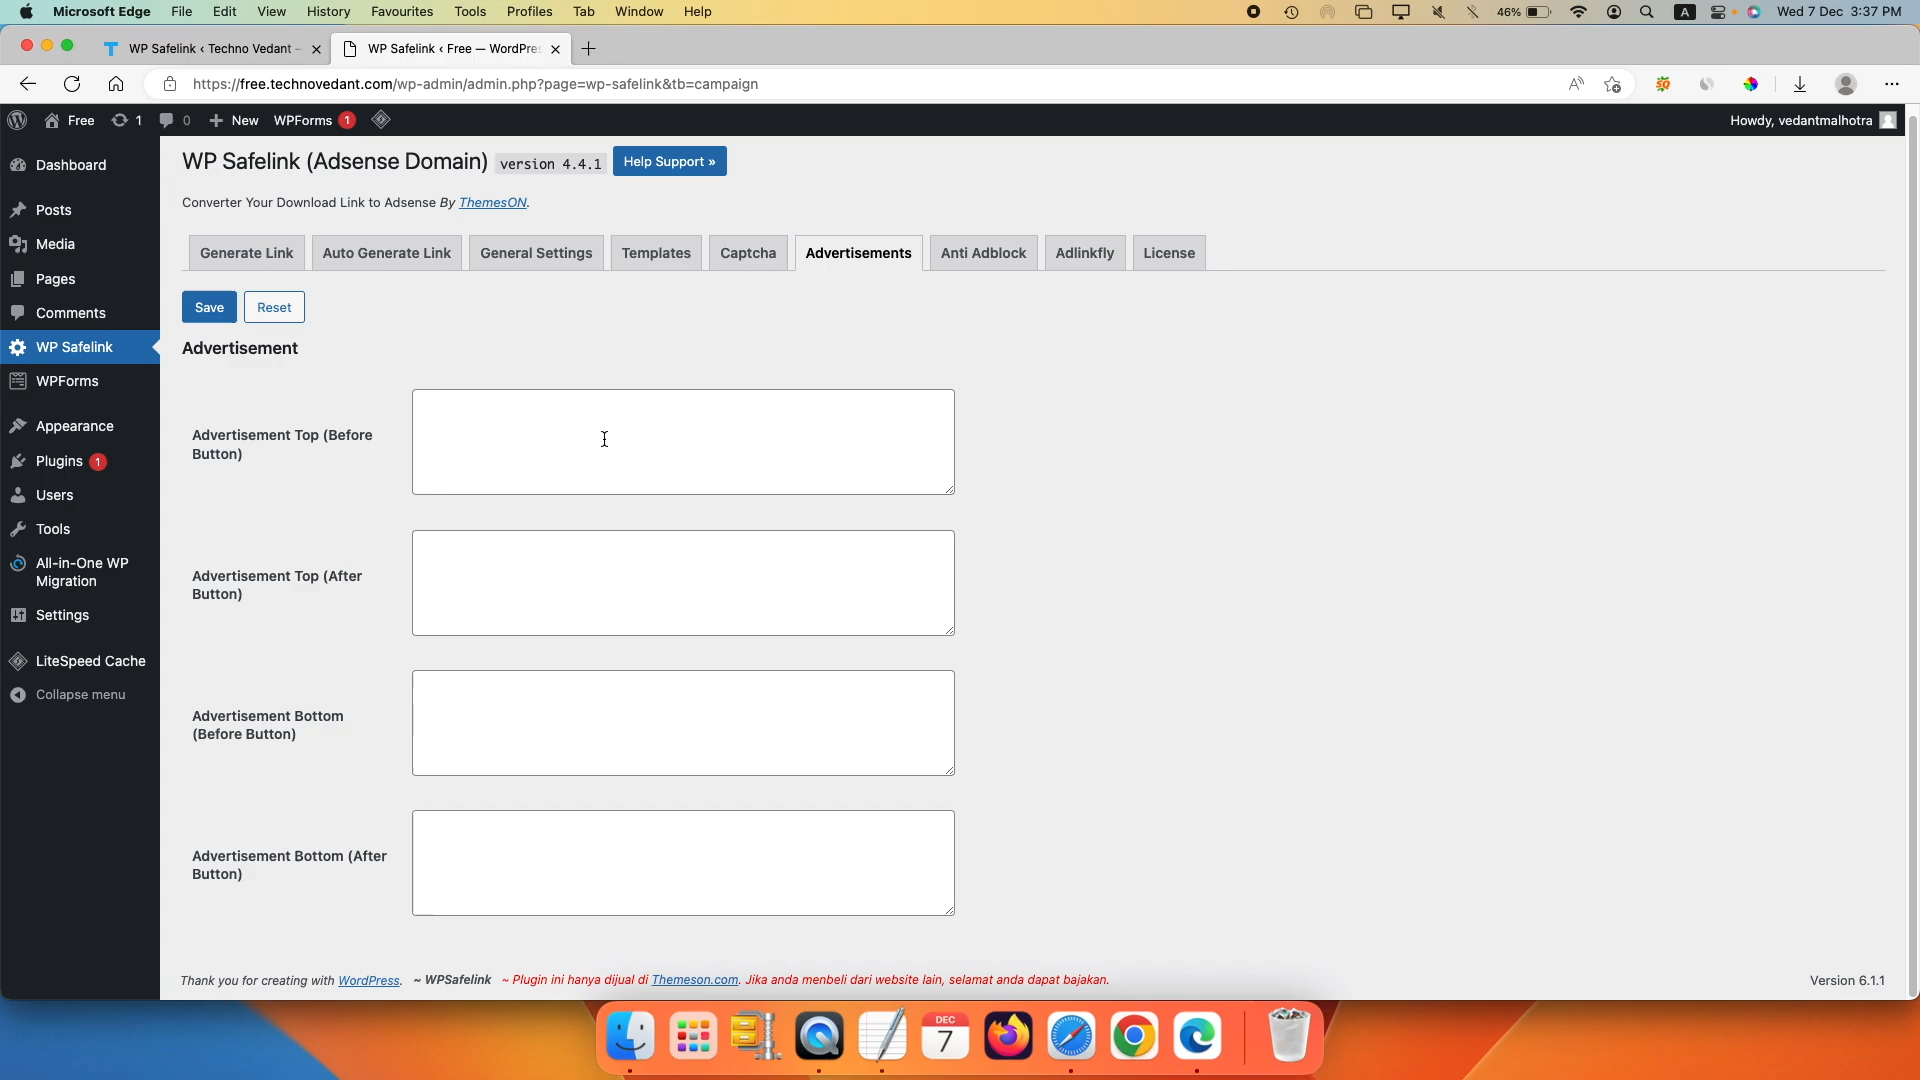 Microsoft Edge File Edit View History Favourites Tools Profiles Tab Window Help 46% A Wed 7 Dec 3:37 PM
WP Safelink ‹ Techno Vedant - WP Safelink ‹ Free — WordPres
https://free.technovedant.com/wp-admin/admin.php?page=wp-safelink&tb=campaign
Free 1 0 New WPForms 1 Howdy, vedantmalhotra
Dashboard
Posts
Media
Pages
Comments
WP Safelink
WPForms
Appearance
Plugins 1
Users
Tools
All-in-One WP
Migration
Settings
LiteSpeed Cache
Collapse menu
WP Safelink (Adsense Domain) version 4.4.1 Help Support »
Converter Your Download Link to Adsense By ThemesON.
Generate Link Auto Generate Link General Settings Templates Captcha Advertisements Anti Adblock Adlinkfly License
Save Reset
Advertisement
Advertisement Top (Before
Button)
Advertisement Top (After
Button)
Advertisement Bottom
(Before Button)
Advertisement Bottom (After
Button)
Thank you for creating with WordPress. ~ WPSafelink ~ Plugin ini hanya dijual di Themeson.com. Jika anda menbeli dari website lain, selamat anda dapat bajakan. Version 6.1.1
DEC
7